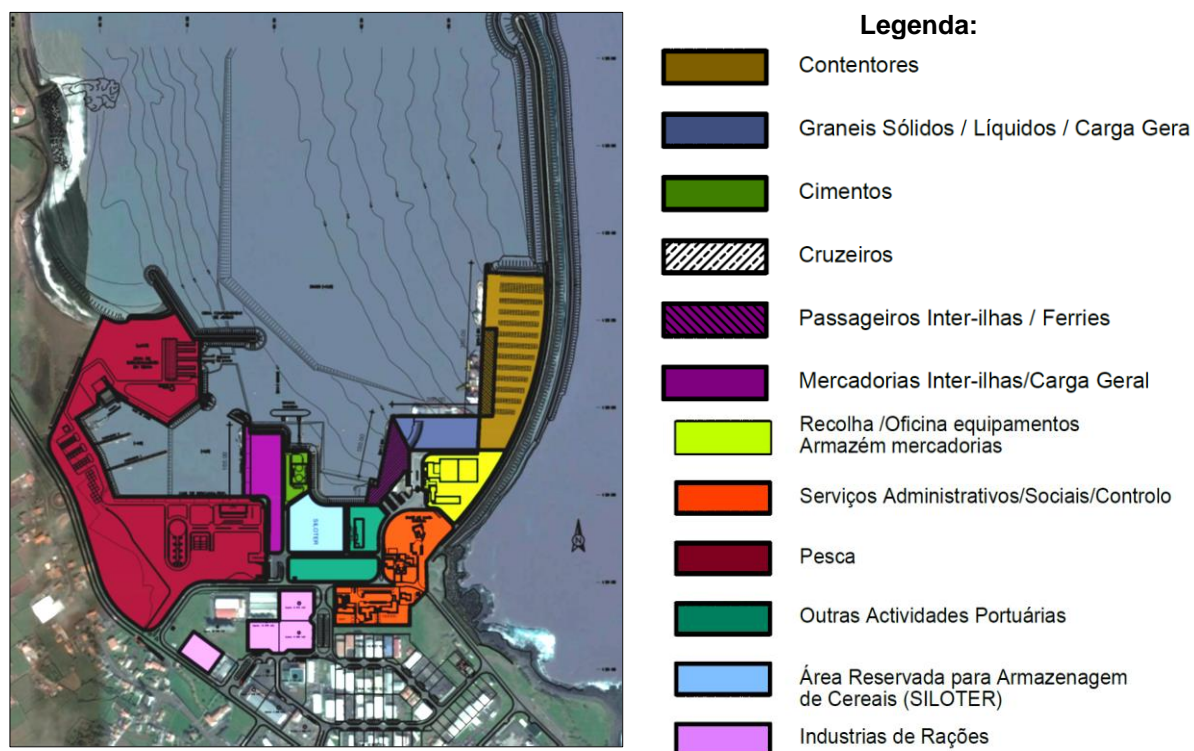 Legenda:
Contentores
Graneis Sólidos / Líquidos / Carga Gera
Cimentos
Cruzeiros
Passageiros Inter-ilhas / Ferries
Mercadorias Inter-ilhas/Carga Geral
Recolha /Oficina equipamentos
Armazém mercadorias
Serviços Administrativos/Sociais/Controlo
Pesca
Outras Actividades Portuárias
Área Reservada para Armazenagem
de Cereais (SILOTER)
Industrias de Rações
SILOTER
N